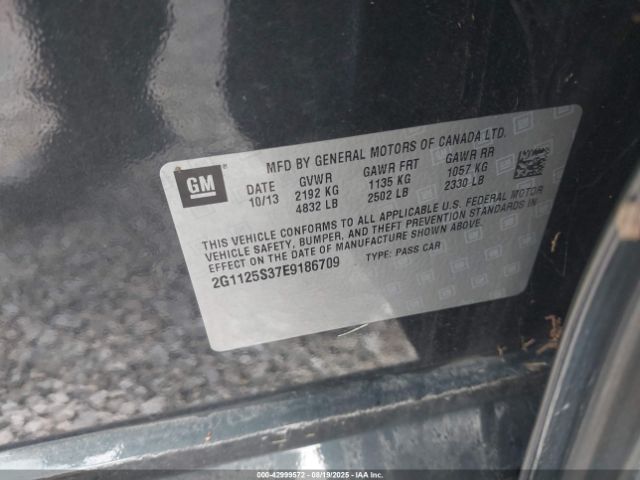 GM
MFD BY GENERAL MOTORS OF CANADA LTD.
DATE GVWR GAWR FRT GAWR RR
10/13 2192 KG 1135 KG 1057 KG
4832 LB 2502 LB 2330 LB
THIS VEHICLE CONFORMS TO ALL APPLICABLE U.S. FEDERAL MOTOR
VEHICLE SAFETY, BUMPER, AND THEFT PREVENTION STANDARDS IN
EFFECT ON THE DATE OF MANUFACTURE SHOWN ABOVE.
2G1125S37E9186709 TYPE: PASS CAR
000-42999572 - 08/19/2025 - IAAI.com